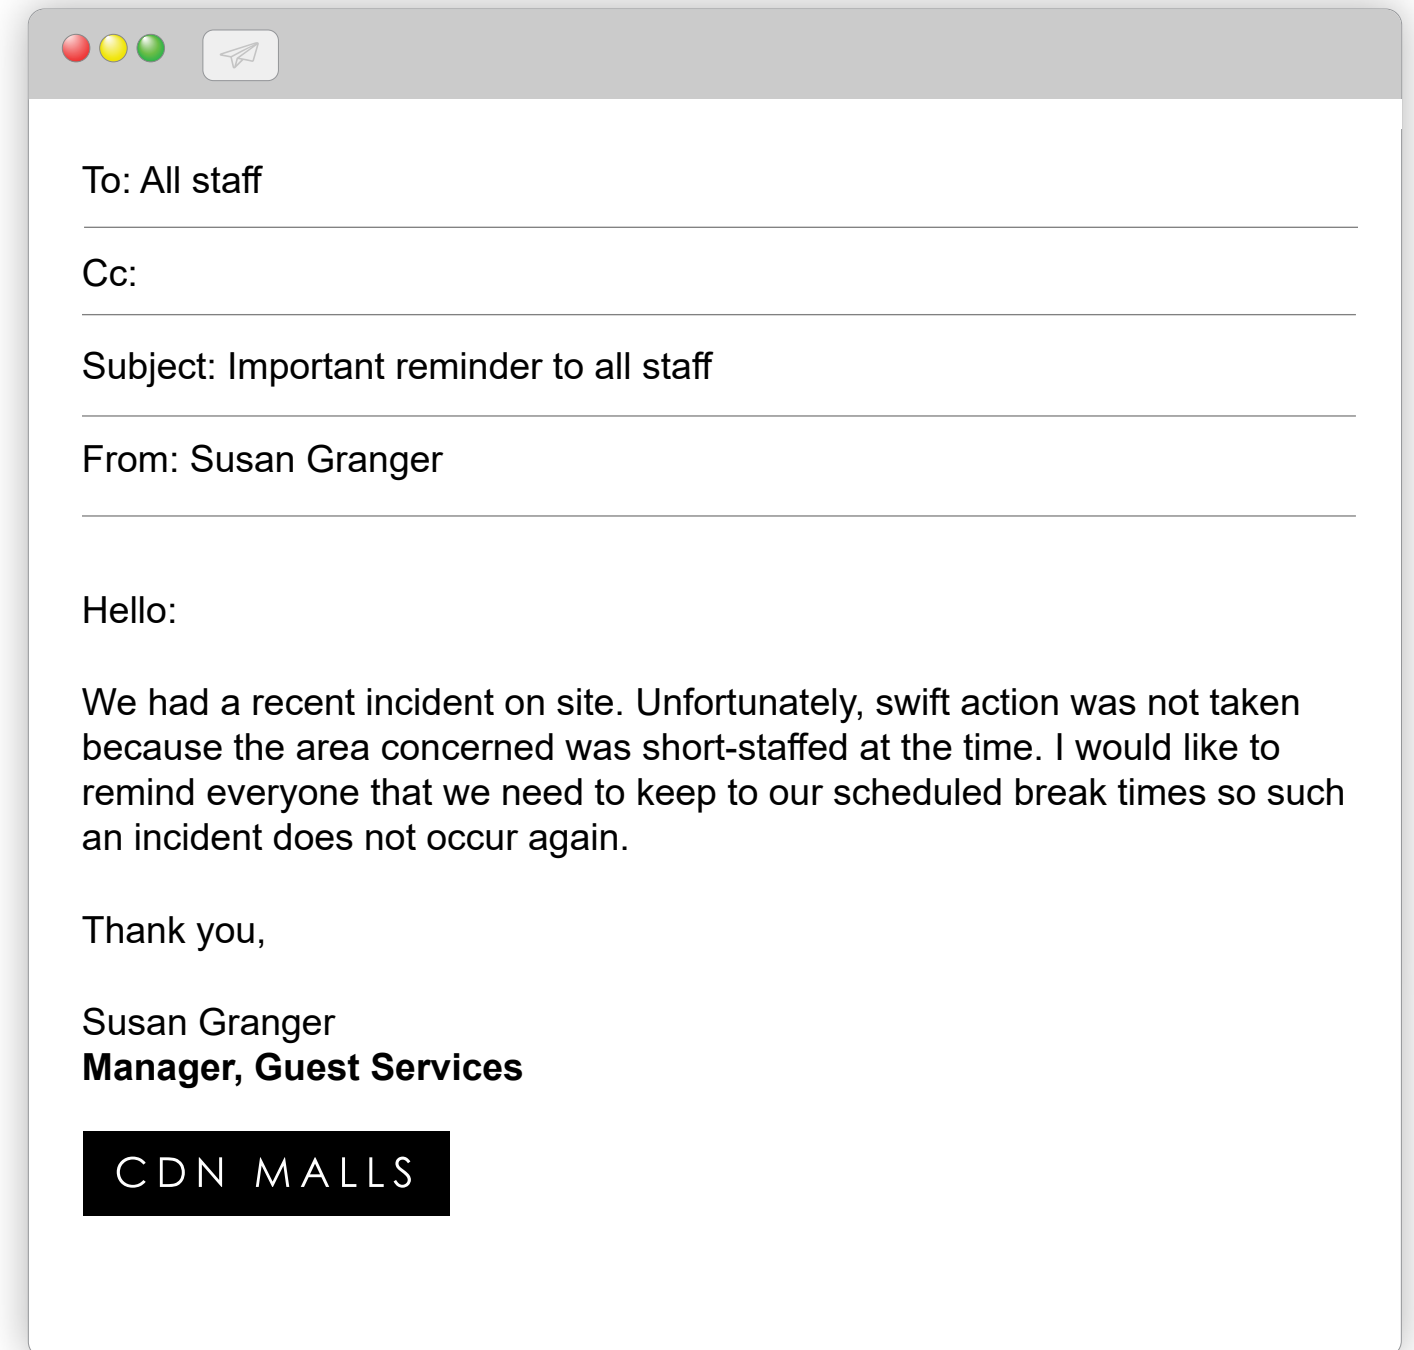 To: All staff
Cc:
Subject: Important reminder to all staff
From: Susan Granger
Hello:
We had a recent incident on site. Unfortunately, swift action was not taken
because the area concerned was short-staffed at the time. I would like to
remind everyone that we need to keep to our scheduled break times so such
an incident does not occur again.
Thank you,
Susan Granger
Manager, Guest Services
CDN MALLS